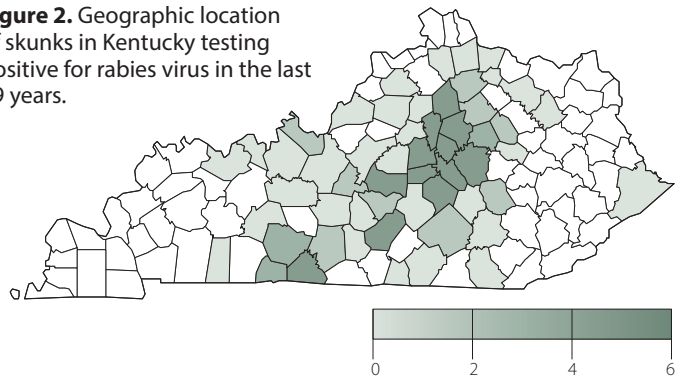 gure 2. Geographic location
f skunks in Kentucky testing
ositive for rabies virus in the last
9 years.
0 2 4 6